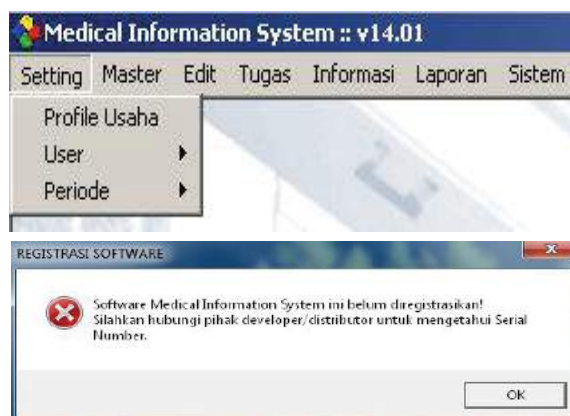 Medical Information System :: v14.01
Setting Master Edit Tugas Informasi Laporan Sistem
Profile Usaha
User
Periode
REGISTRASI SOFTWARE
Software Medical Information System ini belum diregistrasikan!
Silahkan hubungi pihak developer/distributor untuk mengetahui Serial
Number.
OK